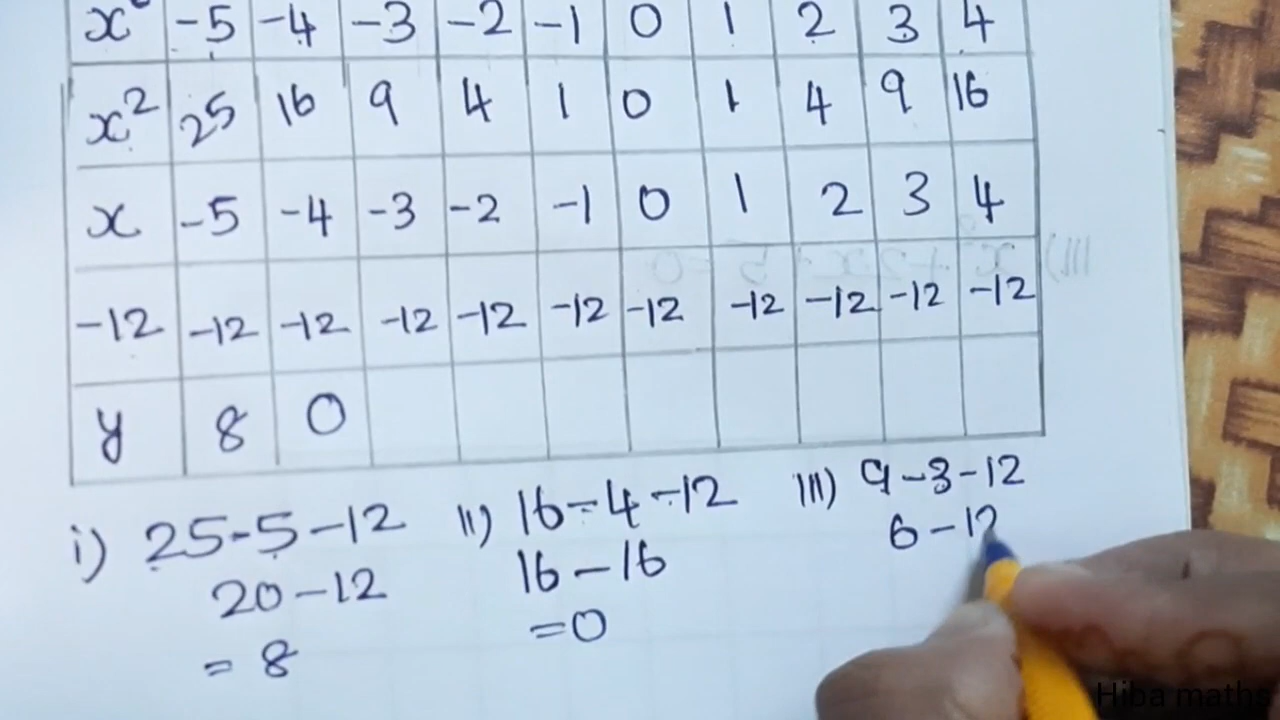 x -5 -4 -3 -2 -1 0 1 2 3 4
x² 25 16 9 4 1 0 1 4 9 16
x -5 -4 -3 -2 -1 0 1 2 3 4
-12 -12 -12 -12 -12 -12 -12 -12 -12 -12 -12
y 8 0
i) 25-5-12
20-12
= 8
II) 16-4-12
16-16
=0
III) 9-3-12
6-12
Hiba maths